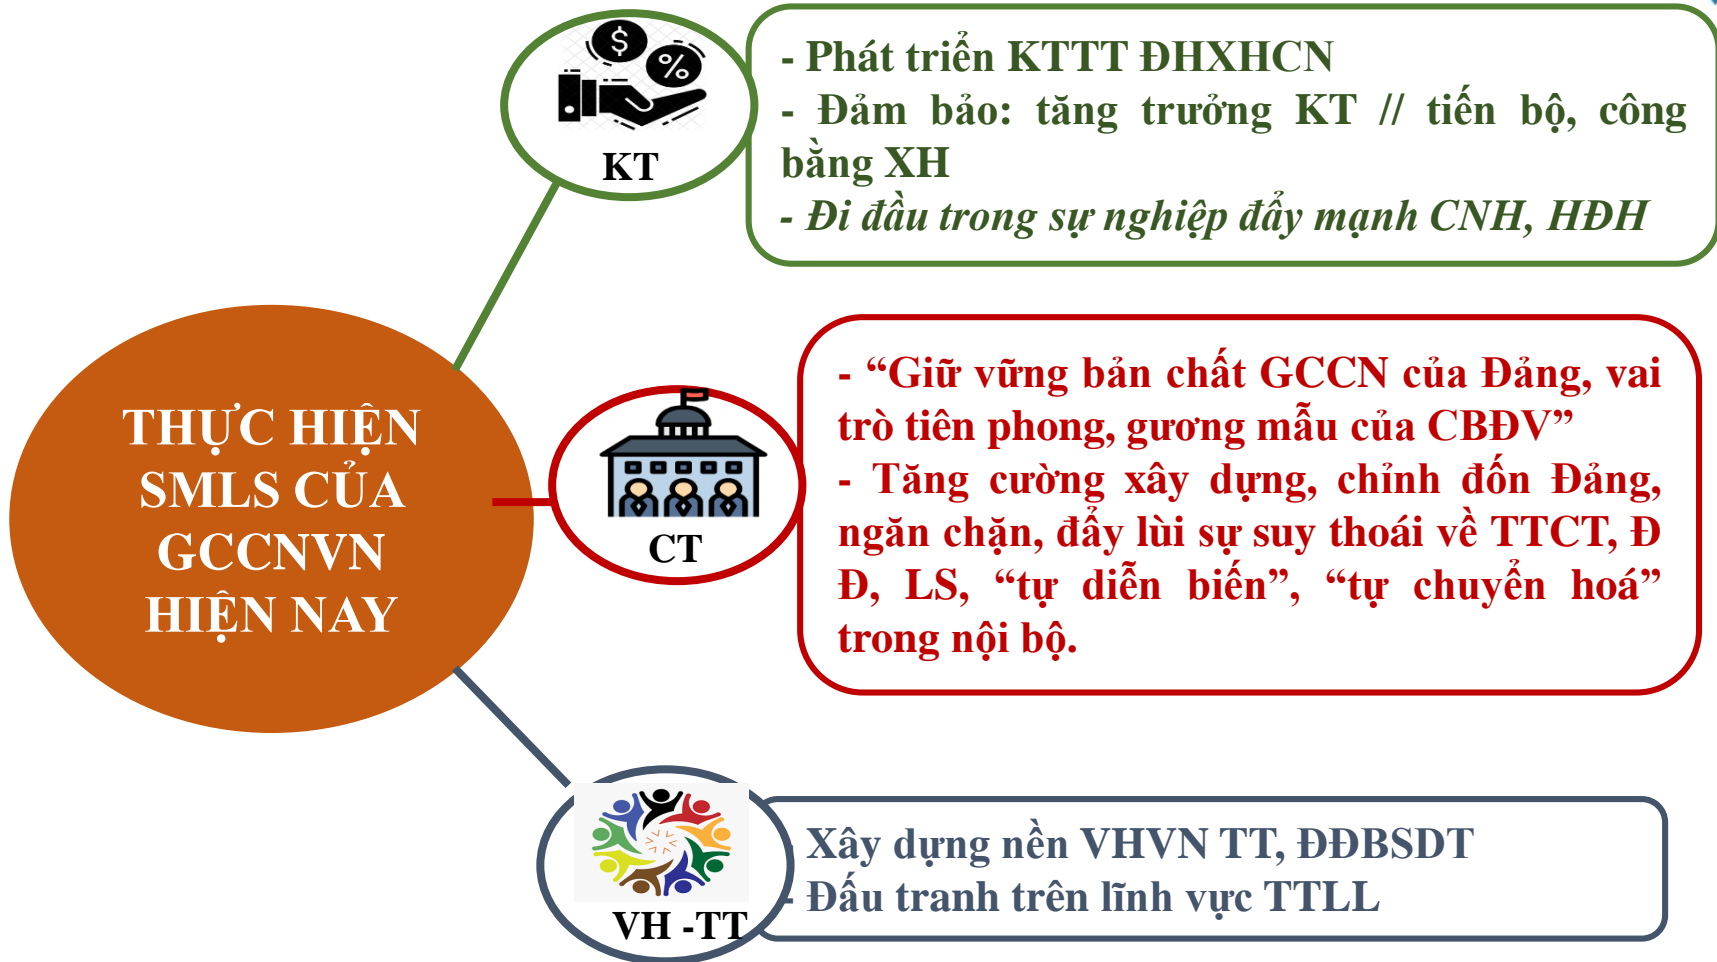 - Phát triển KTTT ĐHXHCN
- Đảm bảo: tăng trưởng KT // tiến bộ, công
bằng XH
- Đi đầu trong sự nghiệp đẩy mạnh CNH, HĐH
KT
THỰC HIỆN
SMLS CỦA
GCCNVN
HIỆN NAY
- “Giữ vững bản chất GCCN của Đảng, vai
trò tiên phong, gương mẫu của CBĐV”
- Tăng cường xây dựng, chỉnh đốn Đảng,
ngăn chặn, đẩy lùi sự suy thoái về TTCT, Đ
Đ, LS, “tự diễn biến”, “tự chuyển hoá”
trong nội bộ.
CT
- Xây dựng nền VHVN TT, ĐĐBSDT
- Đấu tranh trên lĩnh vực TTLL
VH -TT